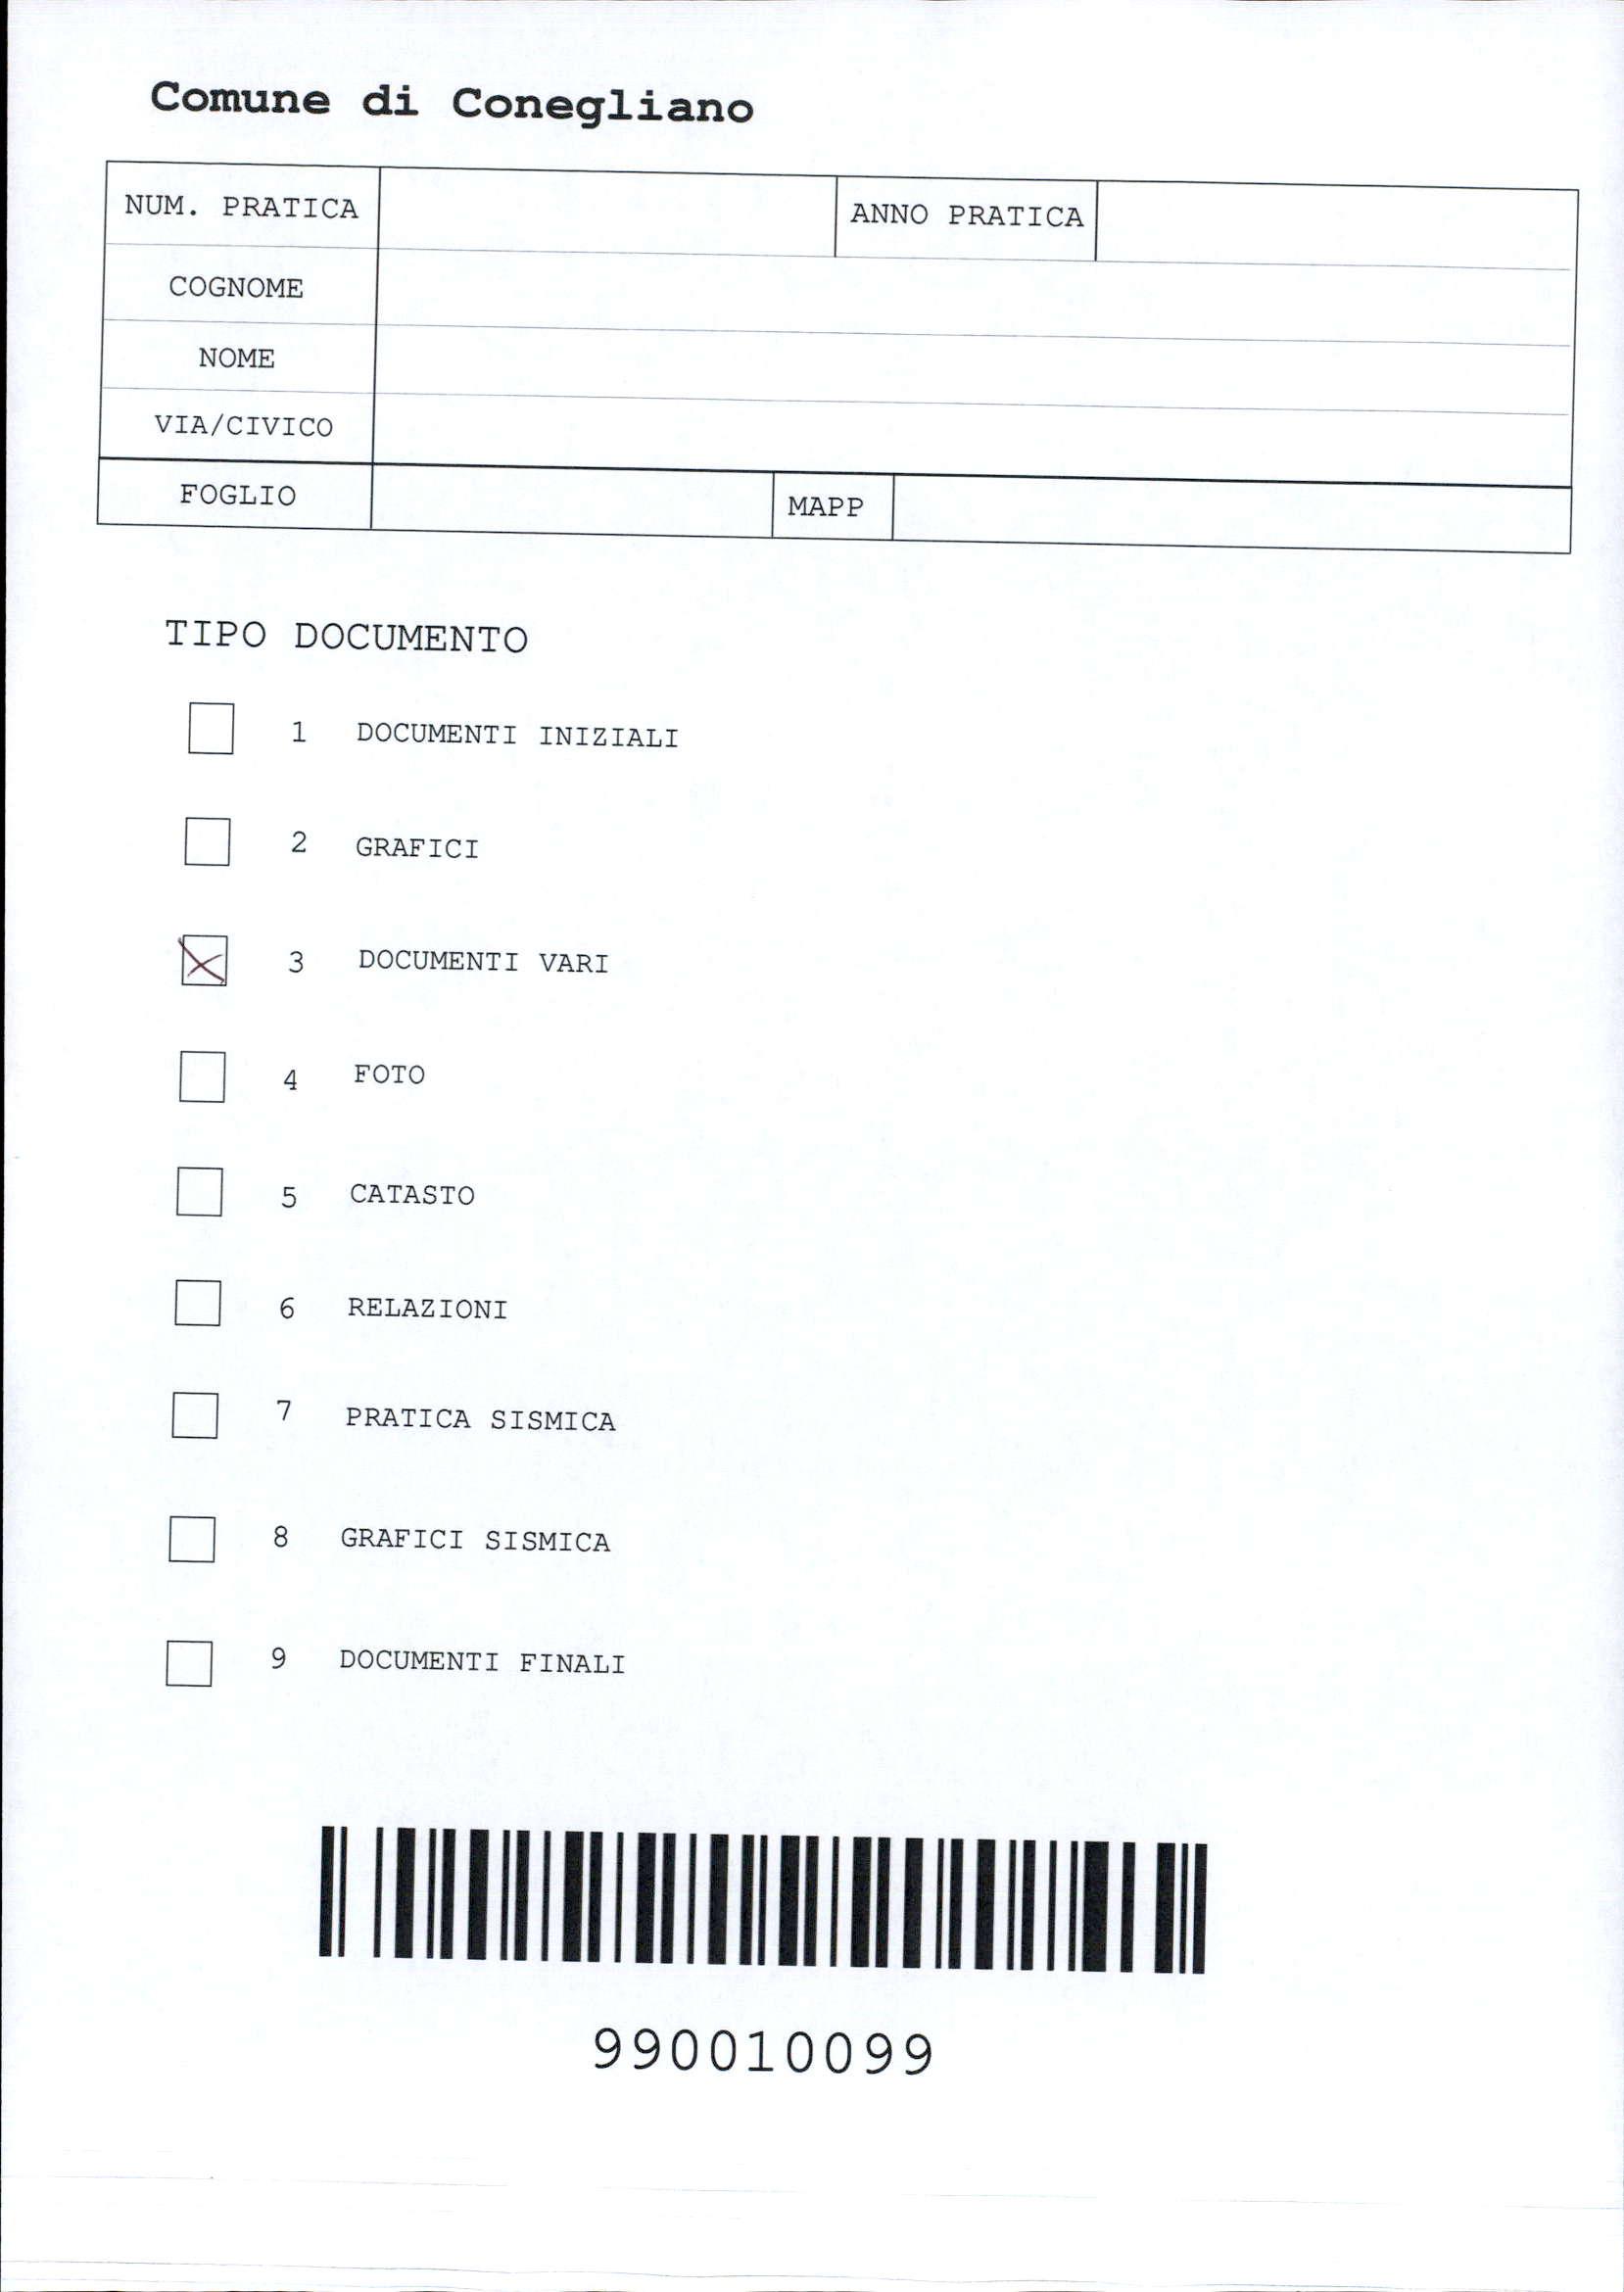 Comune di Conegliano
NUM. PRATICA ANNO PRATICA
COGNOME
NOME
VIA/CIVICO
FOGLIO MAPP
TIPO DOCUMENTO
1 DOCUMENTI INIZIALI
2 GRAFICI
3 DOCUMENTI VARI
4 FOTO
5 CATASTO
6 RELAZIONI
7 PRATICA SISMICA
8 GRAFICI SISMICA
9 DOCUMENTI FINALI
990010099